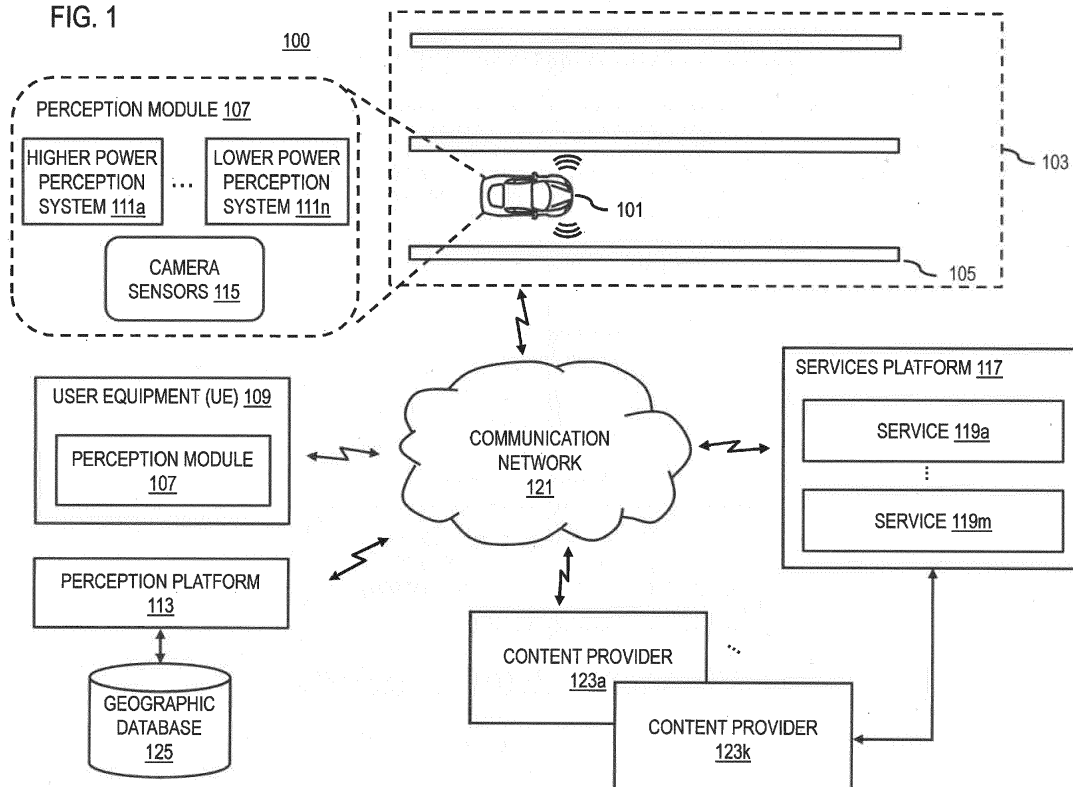 FIG. 1
100
PERCEPTION MODULE 107
HIGHER POWER
PERCEPTION
SYSTEM 111a
...
LOWER POWER
PERCEPTION
SYSTEM 111n
CAMERA
SENSORS 115
101
103
105
USER EQUIPMENT (UE) 109
PERCEPTION MODULE
107
COMMUNICATION
NETWORK
121
SERVICES PLATFORM 117
SERVICE 119a
...
SERVICE 119m
PERCEPTION PLATFORM
113
GEOGRAPHIC
DATABASE
125
CONTENT PROVIDER
123a
...
CONTENT PROVIDER
123k